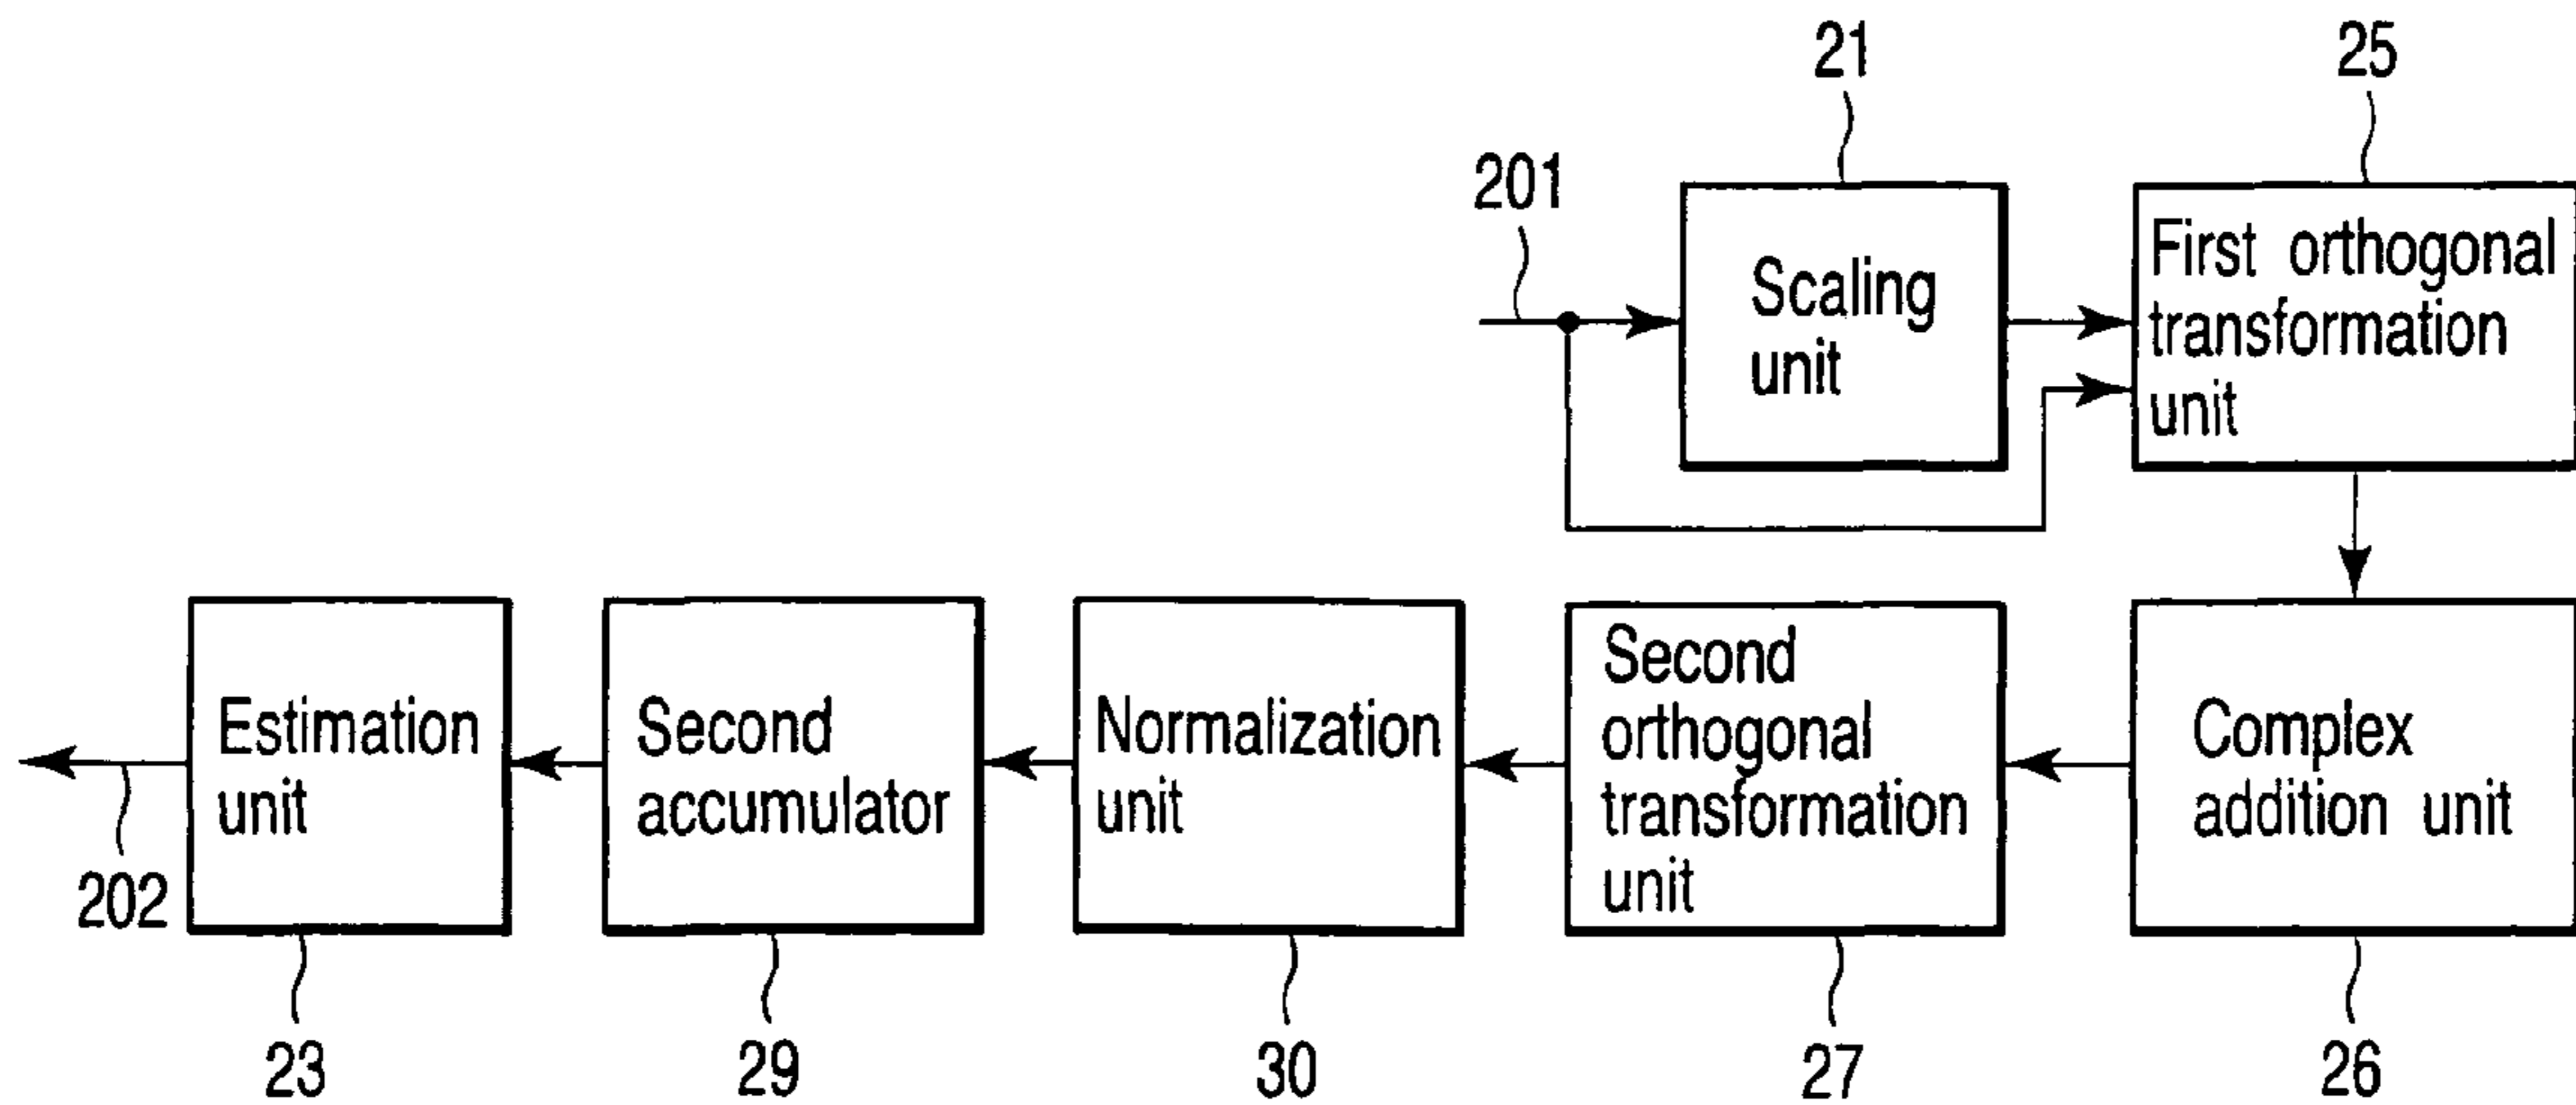 21
25
201
Scaling
unit
First orthogonal
transformation
unit
Estimation
unit
Second
accumulator
Normalization
unit
Second
orthogonal
transformation
unit
Complex
addition unit
202
23
29
30
27
26